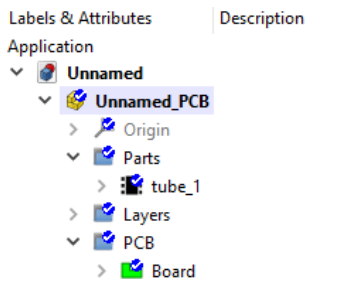 Labels & Attributes Description
Application
Unnamed
Unnamed_PCB
Origin
Parts
tube_1
Layers
PCB
Board